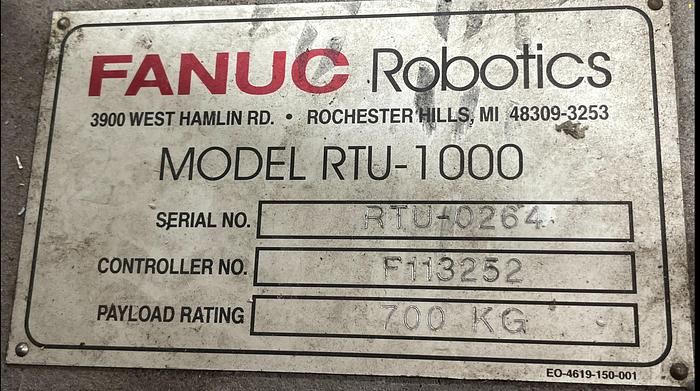 FANUC Robotics
3900 WEST HAMLIN RD. • ROCHESTER HILLS, MI 48309-3253
MODEL RTU-1000
SERIAL NO. RTU-0264
CONTROLLER NO. F113252
PAYLOAD RATING 700 KG
EO-4619-150-001